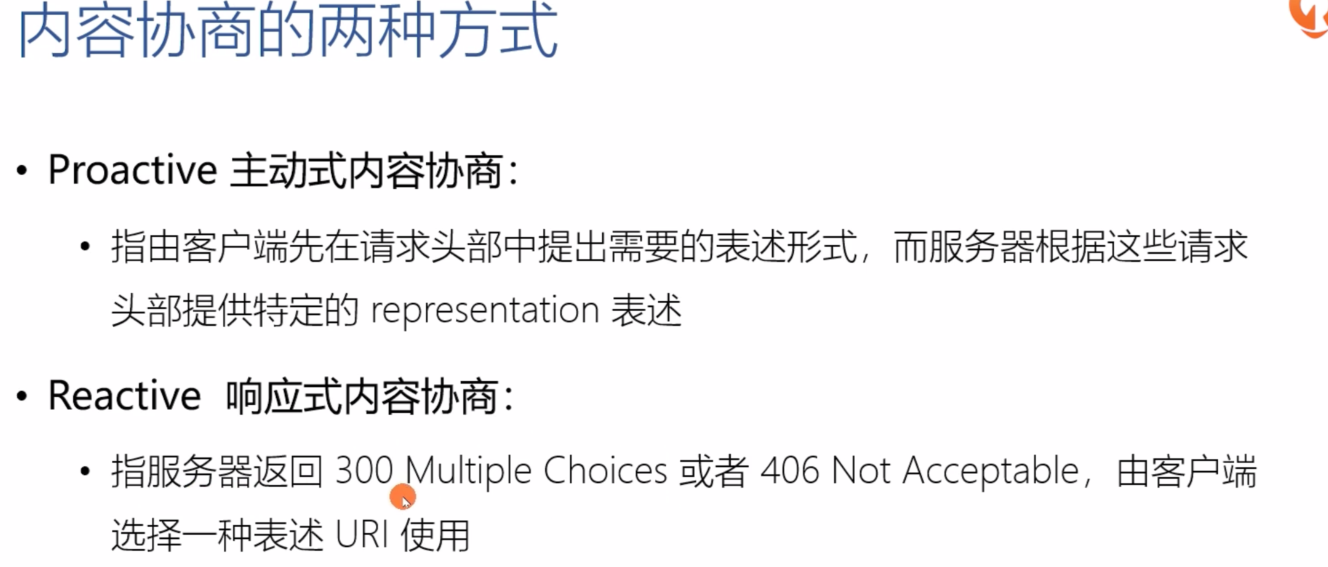 内容协商的两种方式
• Proactive 主动式内容协商：
• 指由客户端先在请求头部中提出需要的表述形式，而服务器根据这些请求
头部提供特定的 representation 表述
• Reactive 响应式内容协商：
• 指服务器返回 300 Multiple Choices 或者 406 Not Acceptable，由客户端
选择一种表述 URI 使用